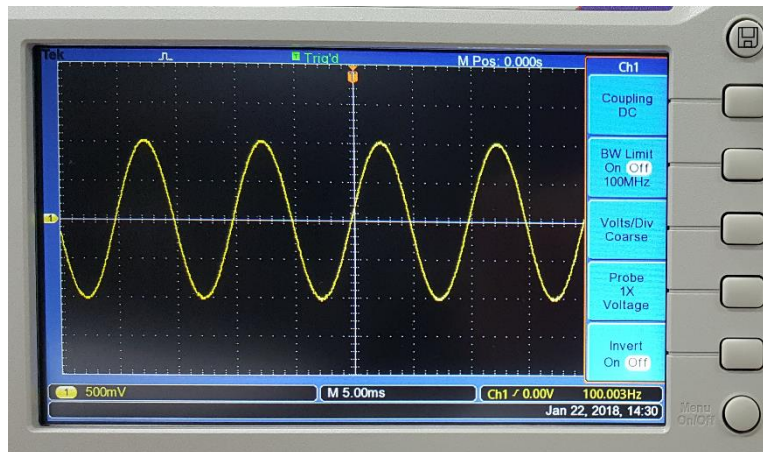 Tek Trig'd M Pos: 0.000s
Ch1
Coupling
DC
BW Limit
On Off
100MHz
Volts/Div
Coarse
Probe
1X
Voltage
Invert
On Off
1
1 500mV M 5.00ms Ch1 / 0.00V 100.003Hz
Jan 22, 2018, 14:30
Menu
On/Off